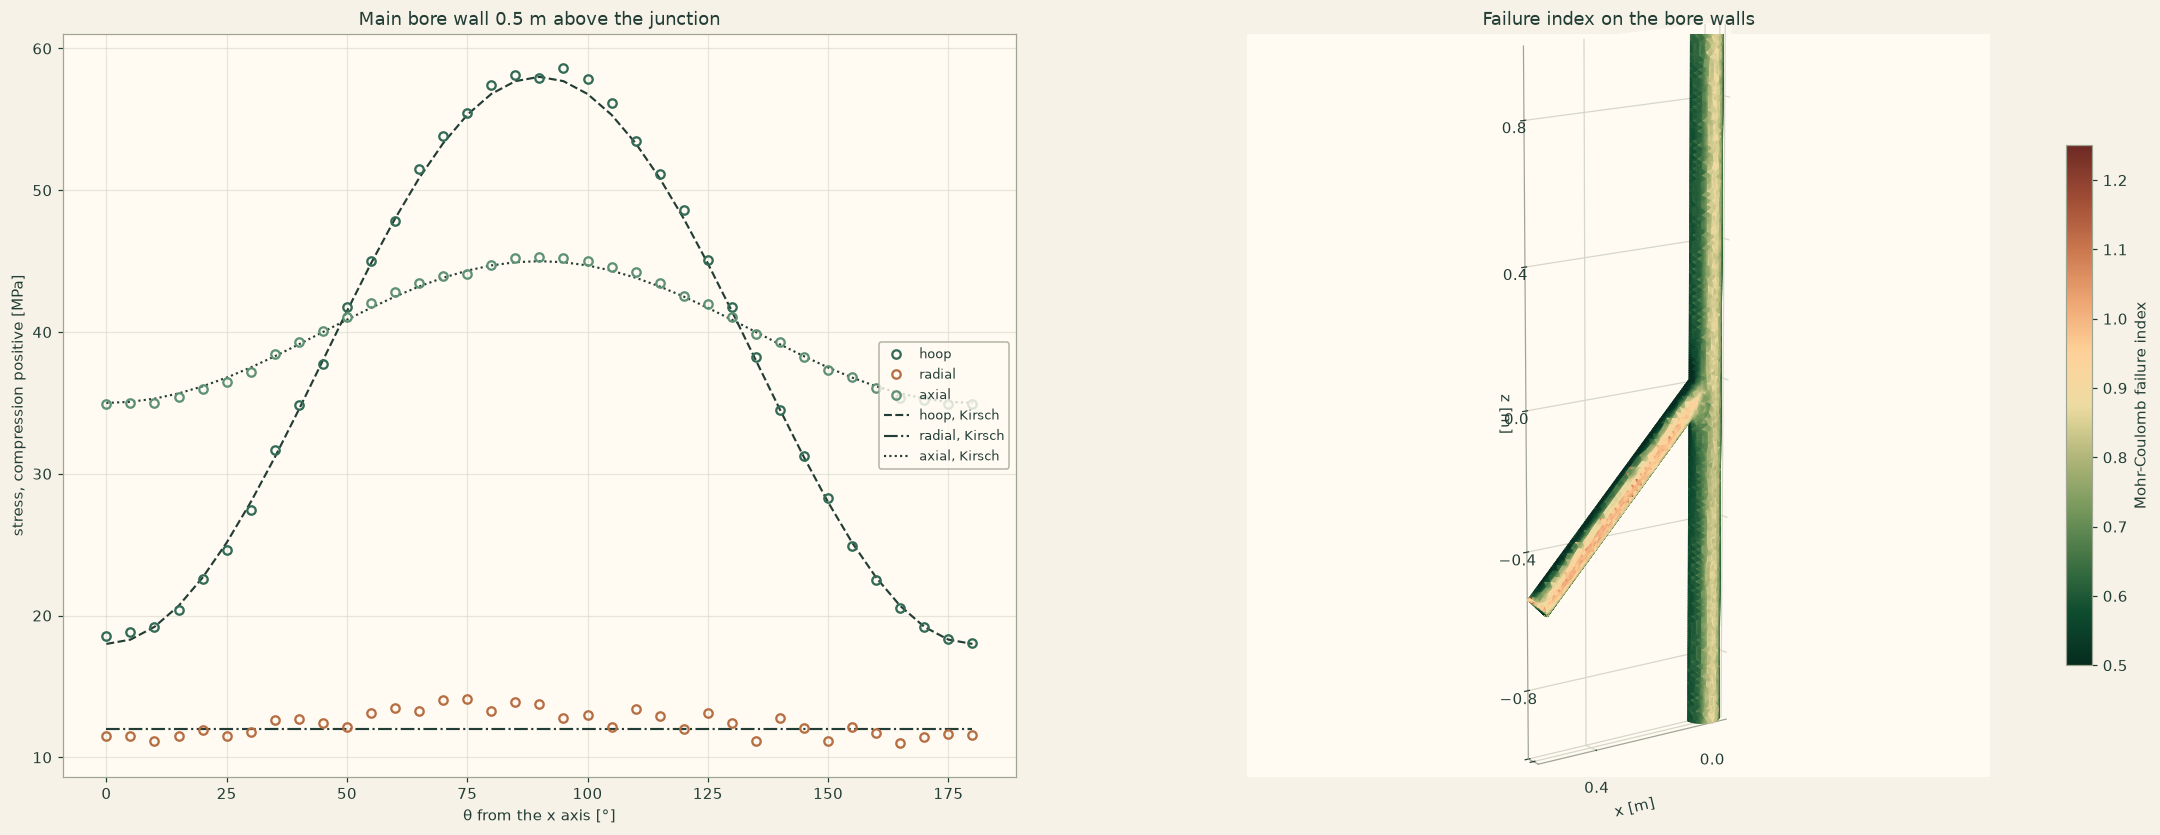 Main bore wall 0.5 m above the junction
60
50
40
30
20
10
stress, compression positive [MPa]
0
25
50
75
100
125
150
175
θ from the x axis [°]
hoop
radial
axial
hoop, Kirsch
radial, Kirsch
axial, Kirsch
Failure index on the bore walls
0.8
0.4
0.0
−0.4
−0.8
z [m]
0.4
0.0
x [m]
1.2
1.1
1.0
0.9
0.8
0.7
0.6
0.5
Mohr-Coulomb failure index